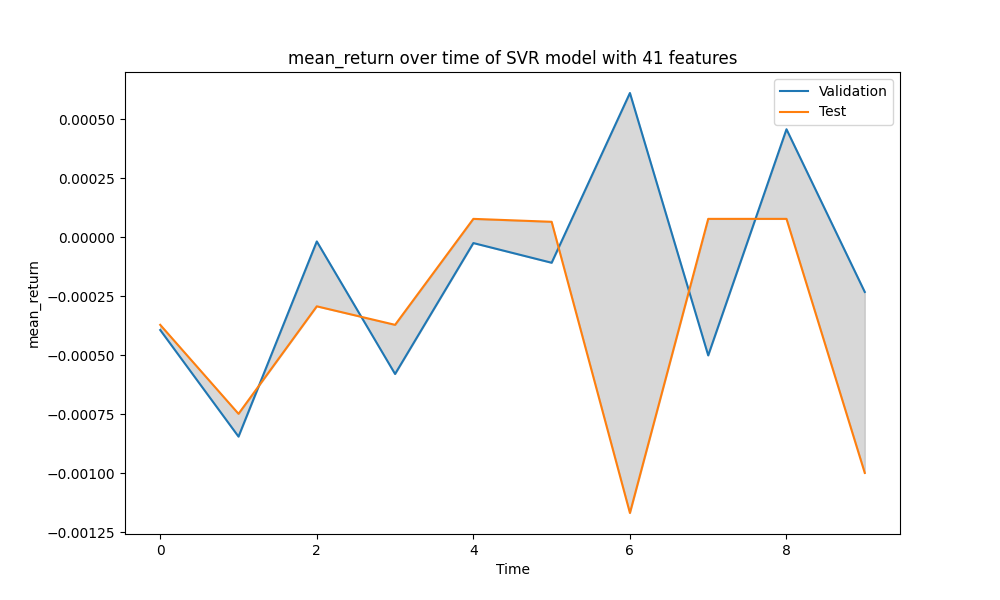 mean_return over time of SVR model with 41 features
Validation
Test
0.00050
0.00025
0.00000
−0.00025
−0.00050
−0.00075
−0.00100
−0.00125
mean_return
0 2 4 6 8
Time